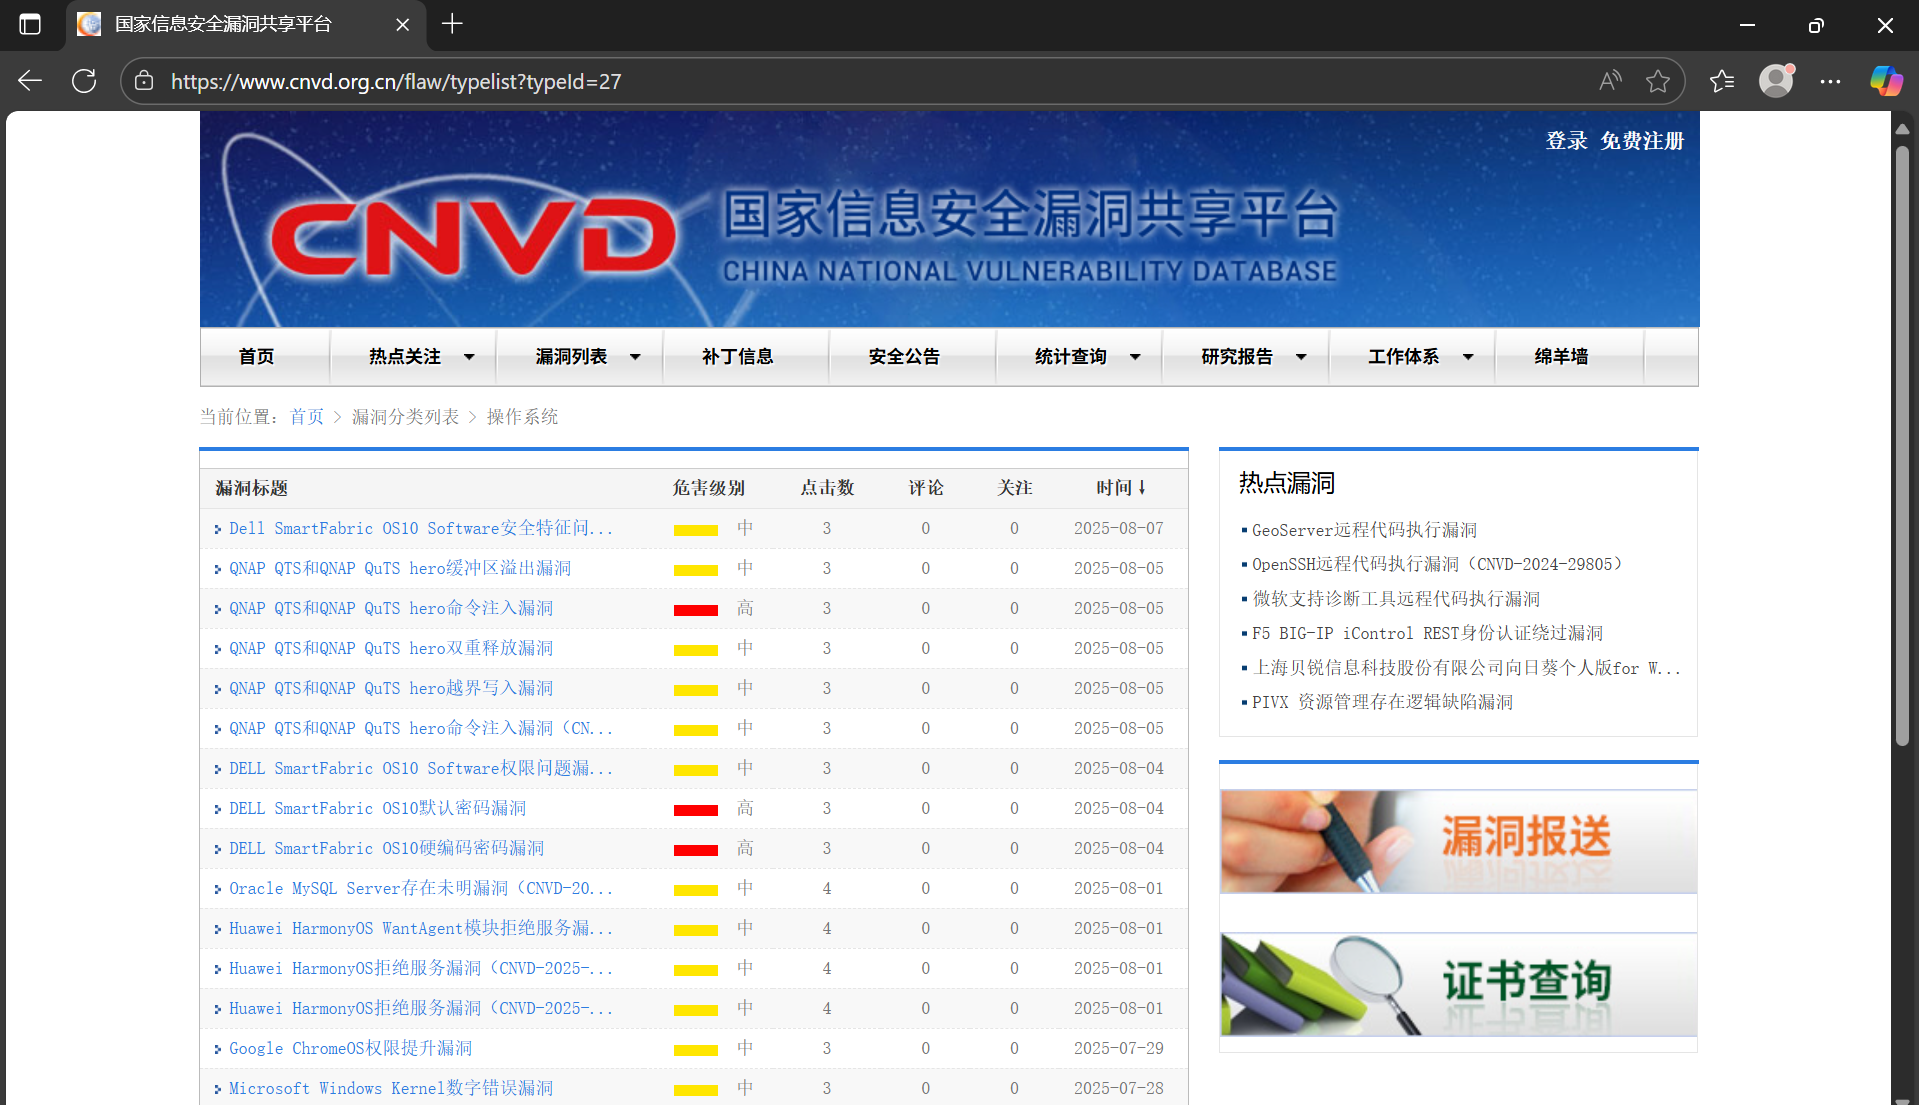 国家信息安全漏洞共享平台
https://www.cnvd.org.cn/flaw/typelist?typeId=27
登录 免费注册
CNVD 国家信息安全漏洞共享平台
CHINA NATIONAL VULNERABILITY DATABASE
首页 热点关注 漏洞列表 补丁信息 安全公告 统计查询 研究报告 工作体系 绵羊墙
当前位置: 首页 > 漏洞分类列表 > 操作系统
漏洞标题 危害级别 点击数 评论 关注 时间↓
Dell SmartFabric OS10 Software安全特征问... 中 3 0 0 2025-08-07
QNAP QTS和QNAP QuTS hero缓冲区溢出漏洞 中 3 0 0 2025-08-05
QNAP QTS和QNAP QuTS hero命令注入漏洞 高 3 0 0 2025-08-05
QNAP QTS和QNAP QuTS hero双重释放漏洞 中 3 0 0 2025-08-05
QNAP QTS和QNAP QuTS hero越界写入漏洞 中 3 0 0 2025-08-05
QNAP QTS和QNAP QuTS hero命令注入漏洞（CN... 中 3 0 0 2025-08-05
DELL SmartFabric OS10 Software权限问题漏... 中 3 0 0 2025-08-04
DELL SmartFabric OS10默认密码漏洞 高 3 0 0 2025-08-04
DELL SmartFabric OS10硬编码密码漏洞 高 3 0 0 2025-08-04
Oracle MySQL Server存在未明漏洞（CNVD-20... 中 4 0 0 2025-08-01
Huawei HarmonyOS WantAgent模块拒绝服务漏... 中 4 0 0 2025-08-01
Huawei HarmonyOS拒绝服务漏洞（CNVD-2025-... 中 4 0 0 2025-08-01
Huawei HarmonyOS拒绝服务漏洞（CNVD-2025-... 中 4 0 0 2025-08-01
Google ChromeOS权限提升漏洞 中 3 0 0 2025-07-29
Microsoft Windows Kernel数字错误漏洞 中 3 0 0 2025-07-28
热点漏洞
GeoServer远程代码执行漏洞
OpenSSH远程代码执行漏洞（CNVD-2024-29805）
微软支持诊断工具远程代码执行漏洞
F5 BIG-IP iControl REST身份认证绕过漏洞
上海贝锐信息科技股份有限公司向日葵个人版for W...
PIVX 资源管理存在逻辑缺陷漏洞
漏洞报送
证书查询